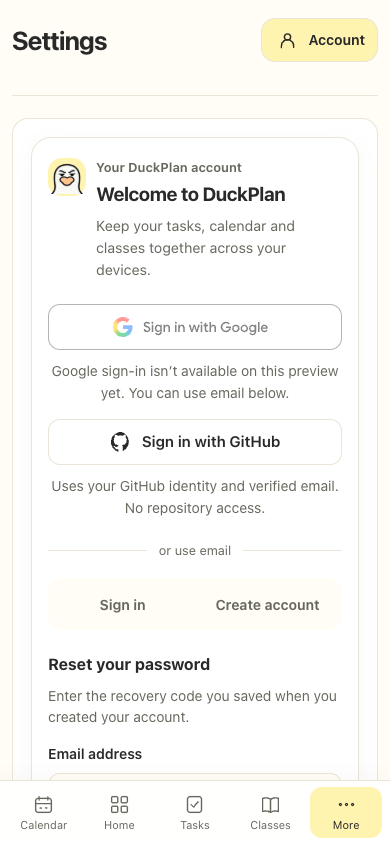 Settings
Account
Your DuckPlan account
Welcome to DuckPlan
Keep your tasks, calendar and
classes together across your
devices.
Sign in with Google
Google sign-in isn’t available on this preview
yet. You can use email below.
Sign in with GitHub
Uses your GitHub identity and verified email.
No repository access.
or use email
Sign in
Create account
Reset your password
Enter the recovery code you saved when you
created your account.
Email address
Calendar
Home
Tasks
Classes
More